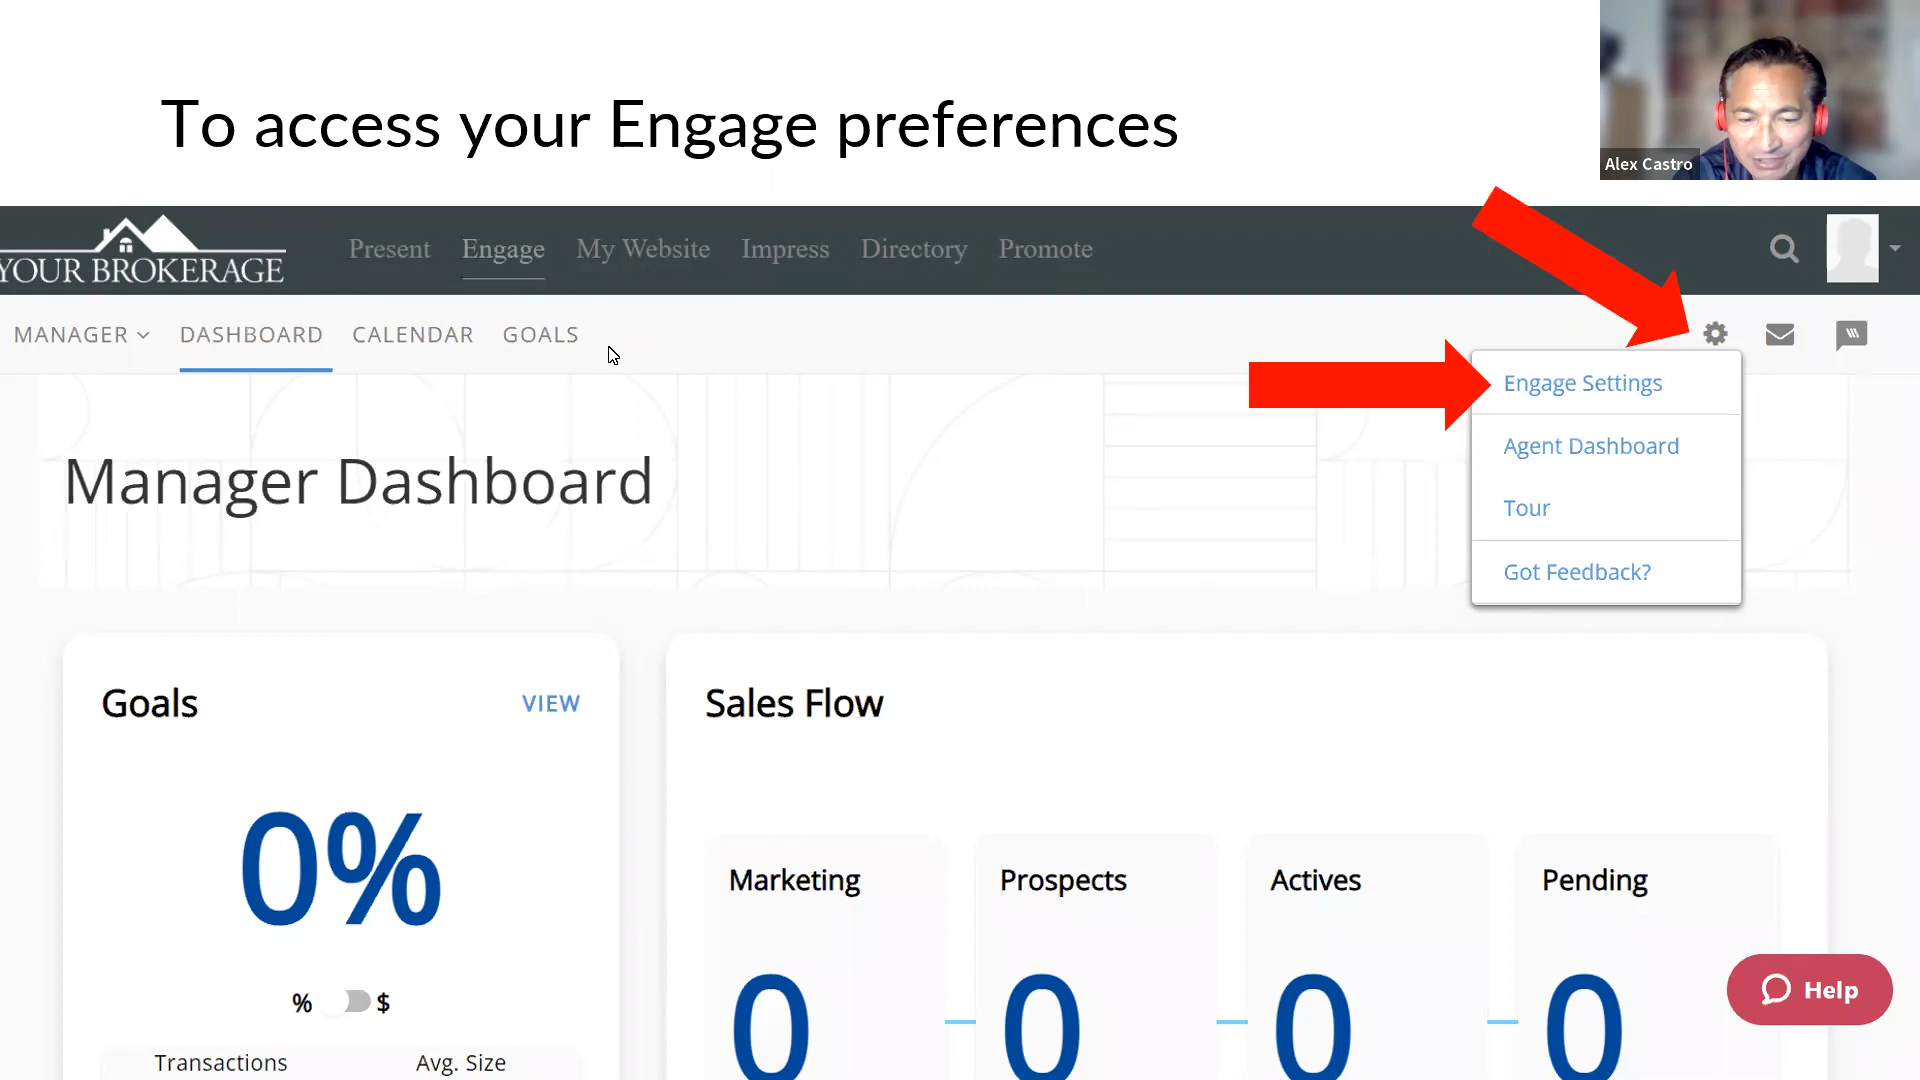 To access your Engage preferences
Alex Castro
YOUR BROKERAGE
Present Engage My Website Impress Directory Promote
MANAGER DASHBOARD CALENDAR GOALS
Engage Settings
Agent Dashboard
Tour
Got Feedback?
Manager Dashboard
Goals VIEW
0%
% $
Transactions Avg. Size
Sales Flow
Marketing Prospects Actives Pending
0 0 0 0
Help